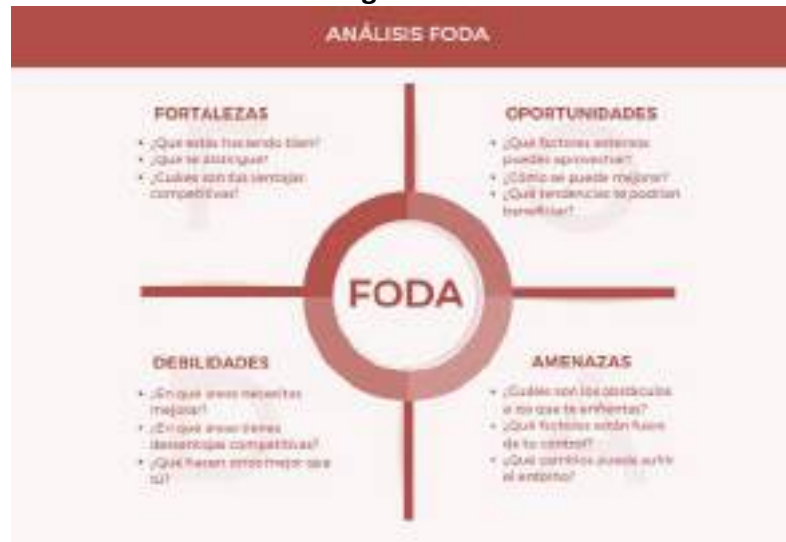 ANÁLISIS FODA
FORTALEZAS
• ¿Qué estás haciendo bien?
• ¿Qué te distingue?
• ¿Cuáles son tus ventajas
competitivas?
OPORTUNIDADES
• ¿Qué factores externos
puedes aprovechar?
• ¿Cómo se puede mejorar?
• ¿Qué tendencias te podrían
beneficiar?
FODA
DEBILIDADES
• ¿En qué áreas necesitas
mejorar?
• ¿En qué áreas tienes
desventajas competitivas?
• ¿Qué hacen otros mejor que
tú?
AMENAZAS
• ¿Cuáles son los obstáculos
a los que te enfrentas?
• ¿Qué factores están fuera
de tu control?
• ¿Qué cambios puede sufrir
el entorno?